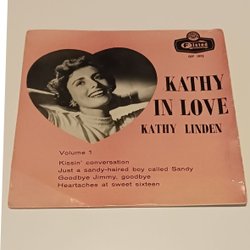 Felsted
KATHY
IN LOVE
KATHY LINDEN
Volume 1:
Kissin' conversation
Just a sandy-haired boy called Sandy
Goodbye Jimmy, goodbye
Heartaches at sweet sixteen